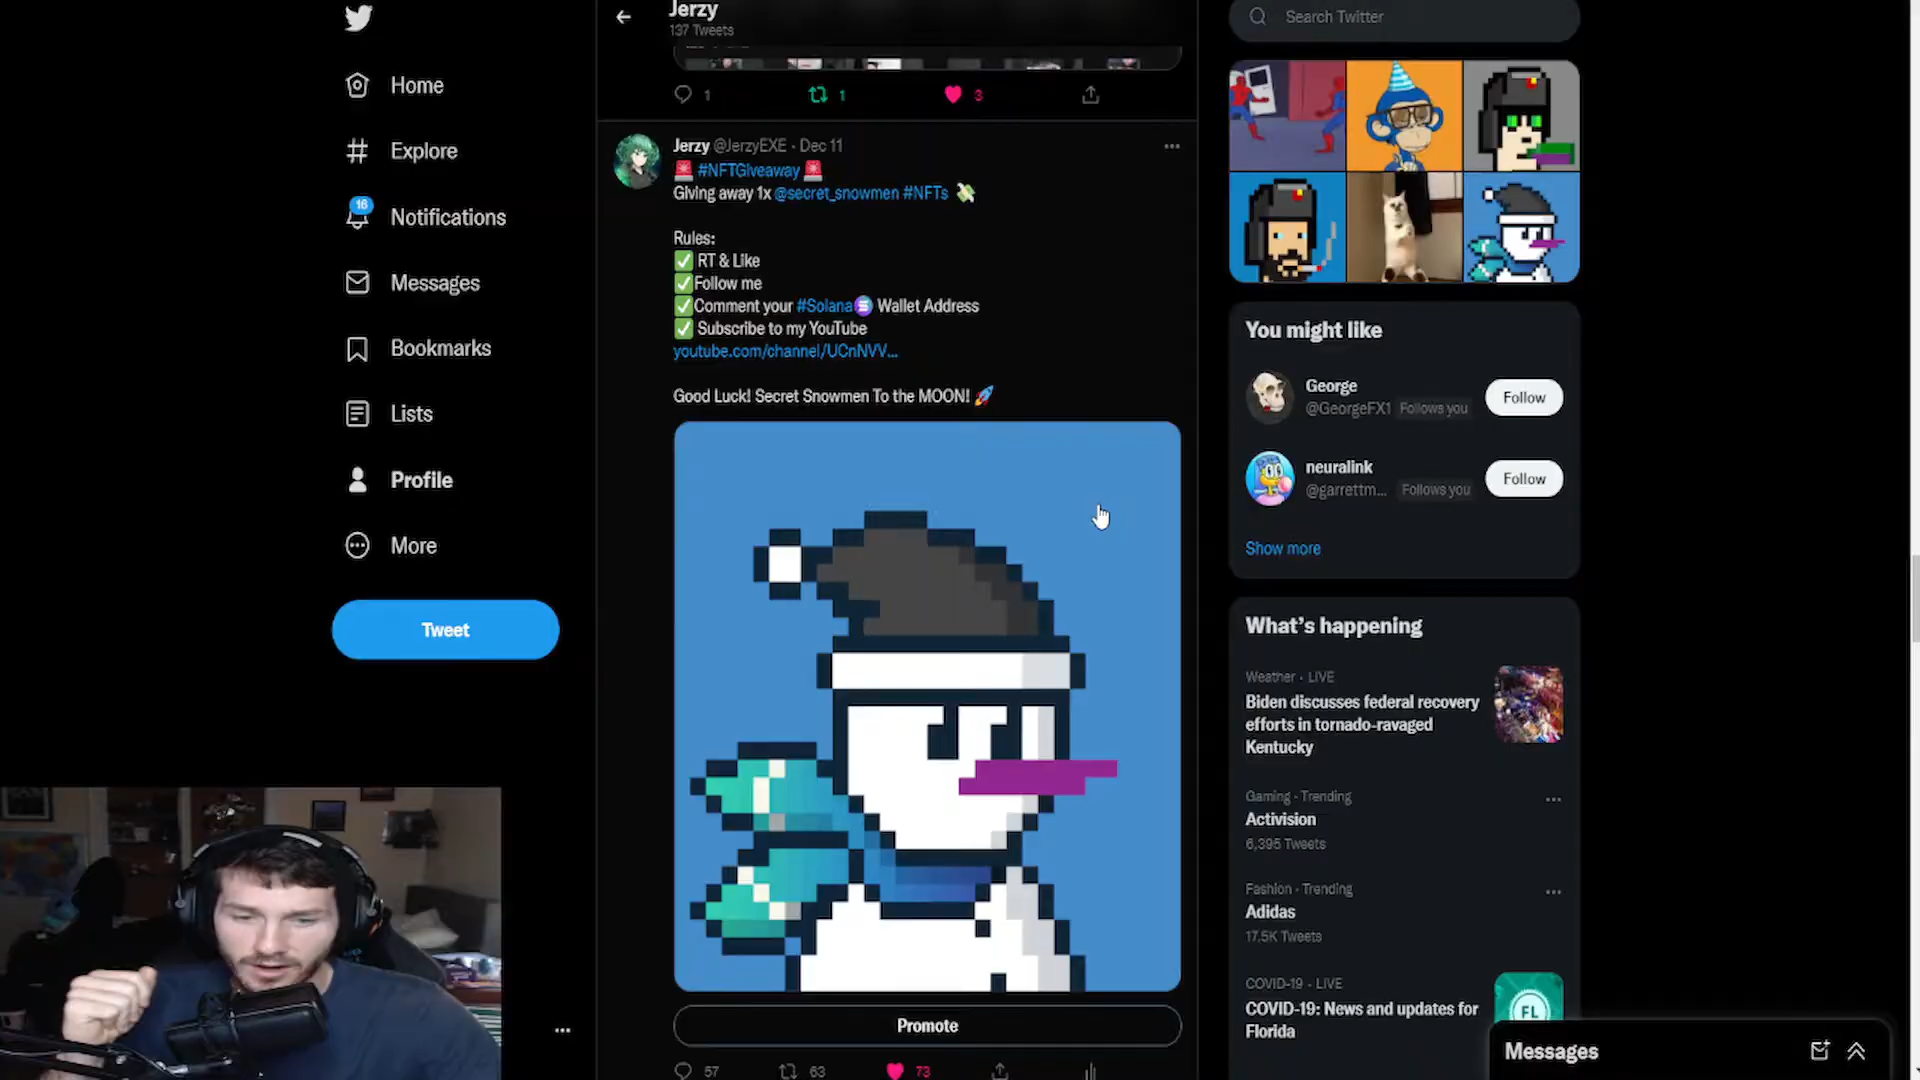 Home
Explore
16
Notifications
Messages
Bookmarks
Lists
Profile
More
Tweet
Jerzy
137 Tweets
1
1
3
Jerzy @JerzyEXE · Dec 11
🚨 #NFTGiveaway 🚨
Giving away 1x @secret_snowmen #NFTs 💸
Rules:
✅ RT & Like
✅Follow me
✅Comment your #Solana Wallet Address
✅ Subscribe to my YouTube
youtube.com/channel/UCnNVV...
Good Luck! Secret Snowmen To the MOON! 🚀
Promote
57
63
73
Search Twitter
You might like
George
@GeorgeFX1 Follows you
Follow
neuralink
@garrettm... Follows you
Follow
Show more
What's happening
Weather · LIVE
Biden discusses federal recovery
efforts in tornado-ravaged
Kentucky
Gaming · Trending
Activision
6,395 Tweets
Fashion · Trending
Adidas
17.5K Tweets
COVID-19 · LIVE
COVID-19: News and updates for
Florida
FL
Messages